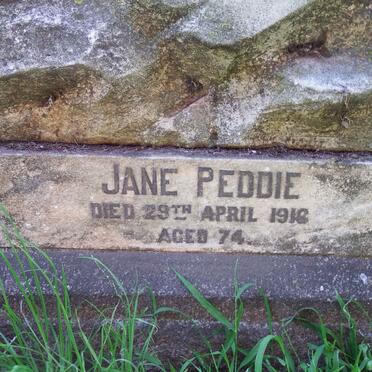 JANE PEDDIE
DIED 29TH APRIL 1916
AGED 74.